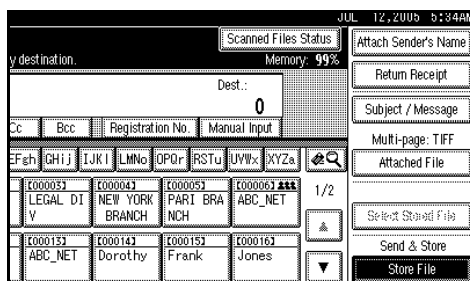 JUL 12,2005 5:34AM
Scanned Files Status
Attach Sender's Name
y destination.
Memory: 99%
Return Receipt
Dest.:
0
Subject / Message
Cc Bcc Registration No. Manual Input
Multi-page: TIFF
Attached File
EFgh GHij IJKl LMNo OPQr RSTu UVWx XYZa
[00003] [00004] [00005] [00006]
LEGAL DI NEW YORK PARI BRA ABC_NET
V BRANCH NCH
1/2
Select Stored File
[00013] [00014] [00015] [00016]
ABC_NET Dorothy Frank Jones
Send & Store
Store File